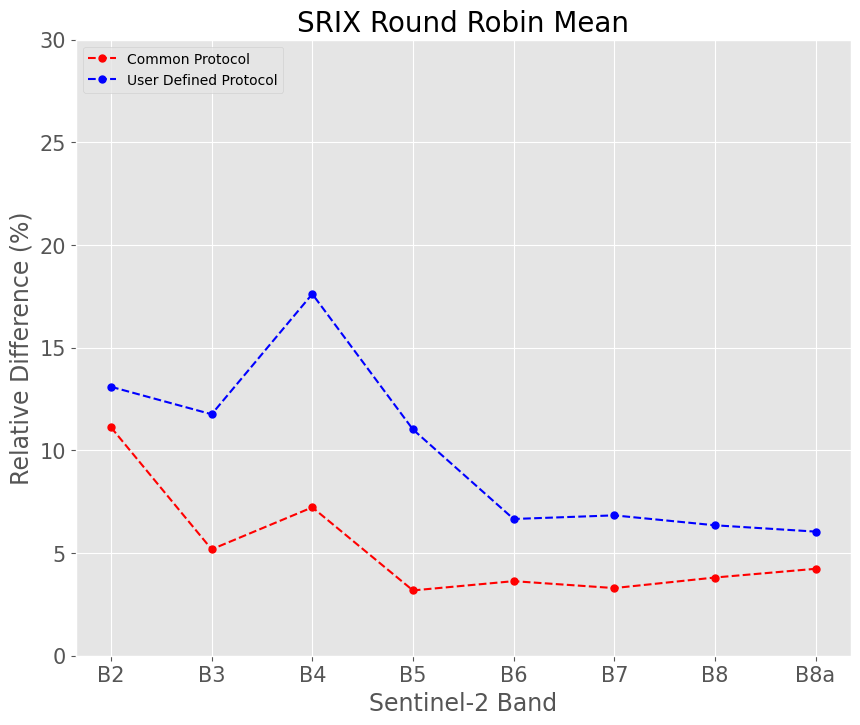 SRIX Round Robin Mean
Common Protocol
User Defined Protocol
Relative Difference (%)
30
25
20
15
10
5
0
B2 B3 B4 B5 B6 B7 B8 B8a
Sentinel-2 Band